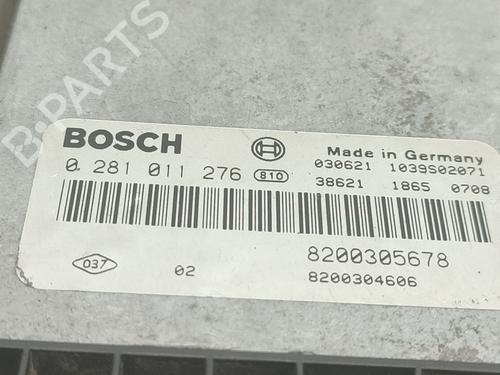 B-PARTS
BOSCH
Made in Germany
0 281 011 276 810
030621 1039S02071
38621 1865 0708
037
02
8200305678
8200304606